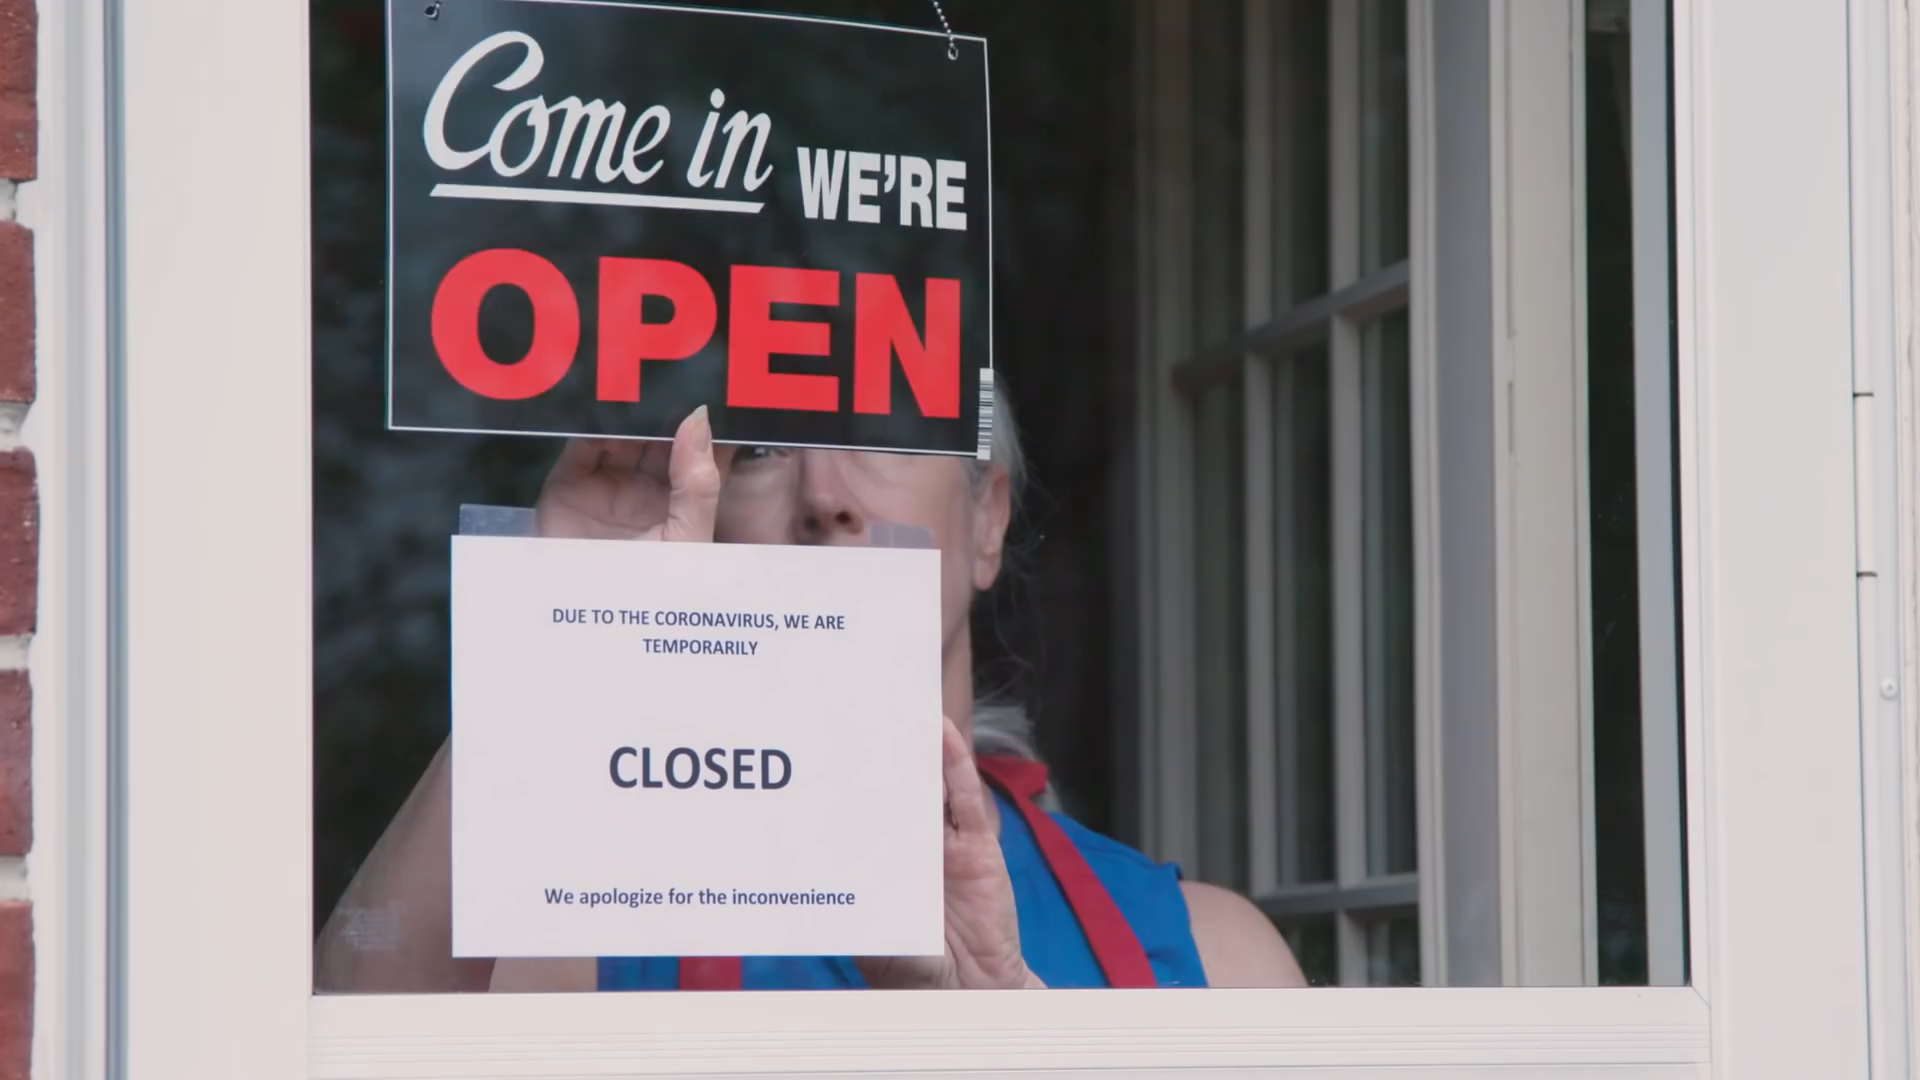 Come in WE'RE
OPEN
DUE TO THE CORONAVIRUS, WE ARE
TEMPORARILY
CLOSED
We apologize for the inconvenience